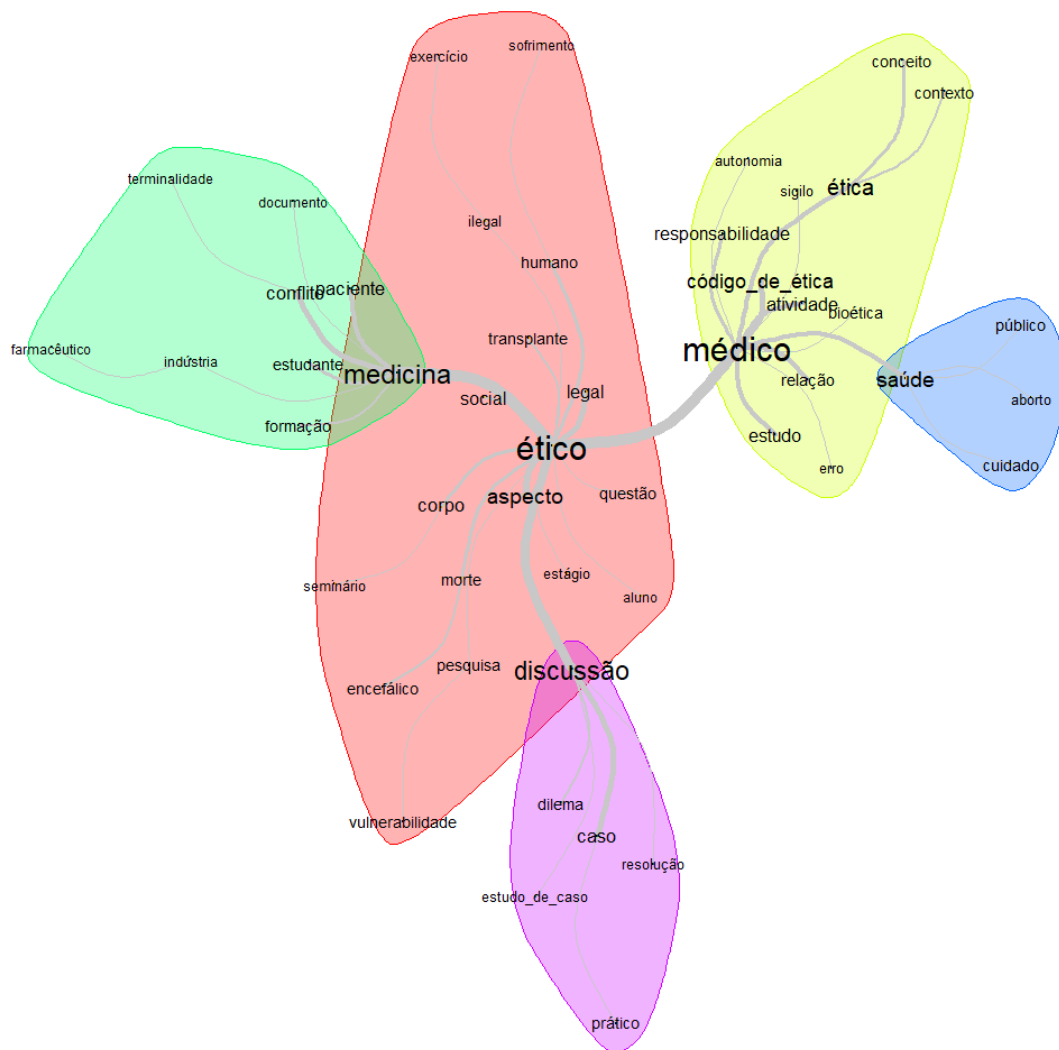 sofrimento
exercício
conceito
contexto
autonomia
terminalidade
sigilo
ética
documento
ilegal
responsabilidade
humano
código_de_ética
paciente
conflito
atividade
bioética
público
transplante
farmacêutico
indústria
estudante
médico
medicina
relação
saúde
social
legal
aborto
formação
estudo
ético
erro
cuidado
aspecto
questão
corpo
estágio
morte
seminário
aluno
pesquisa
discussão
encefálico
dilema
vulnerabilidade
caso
resolução
estudo_de_caso
prático